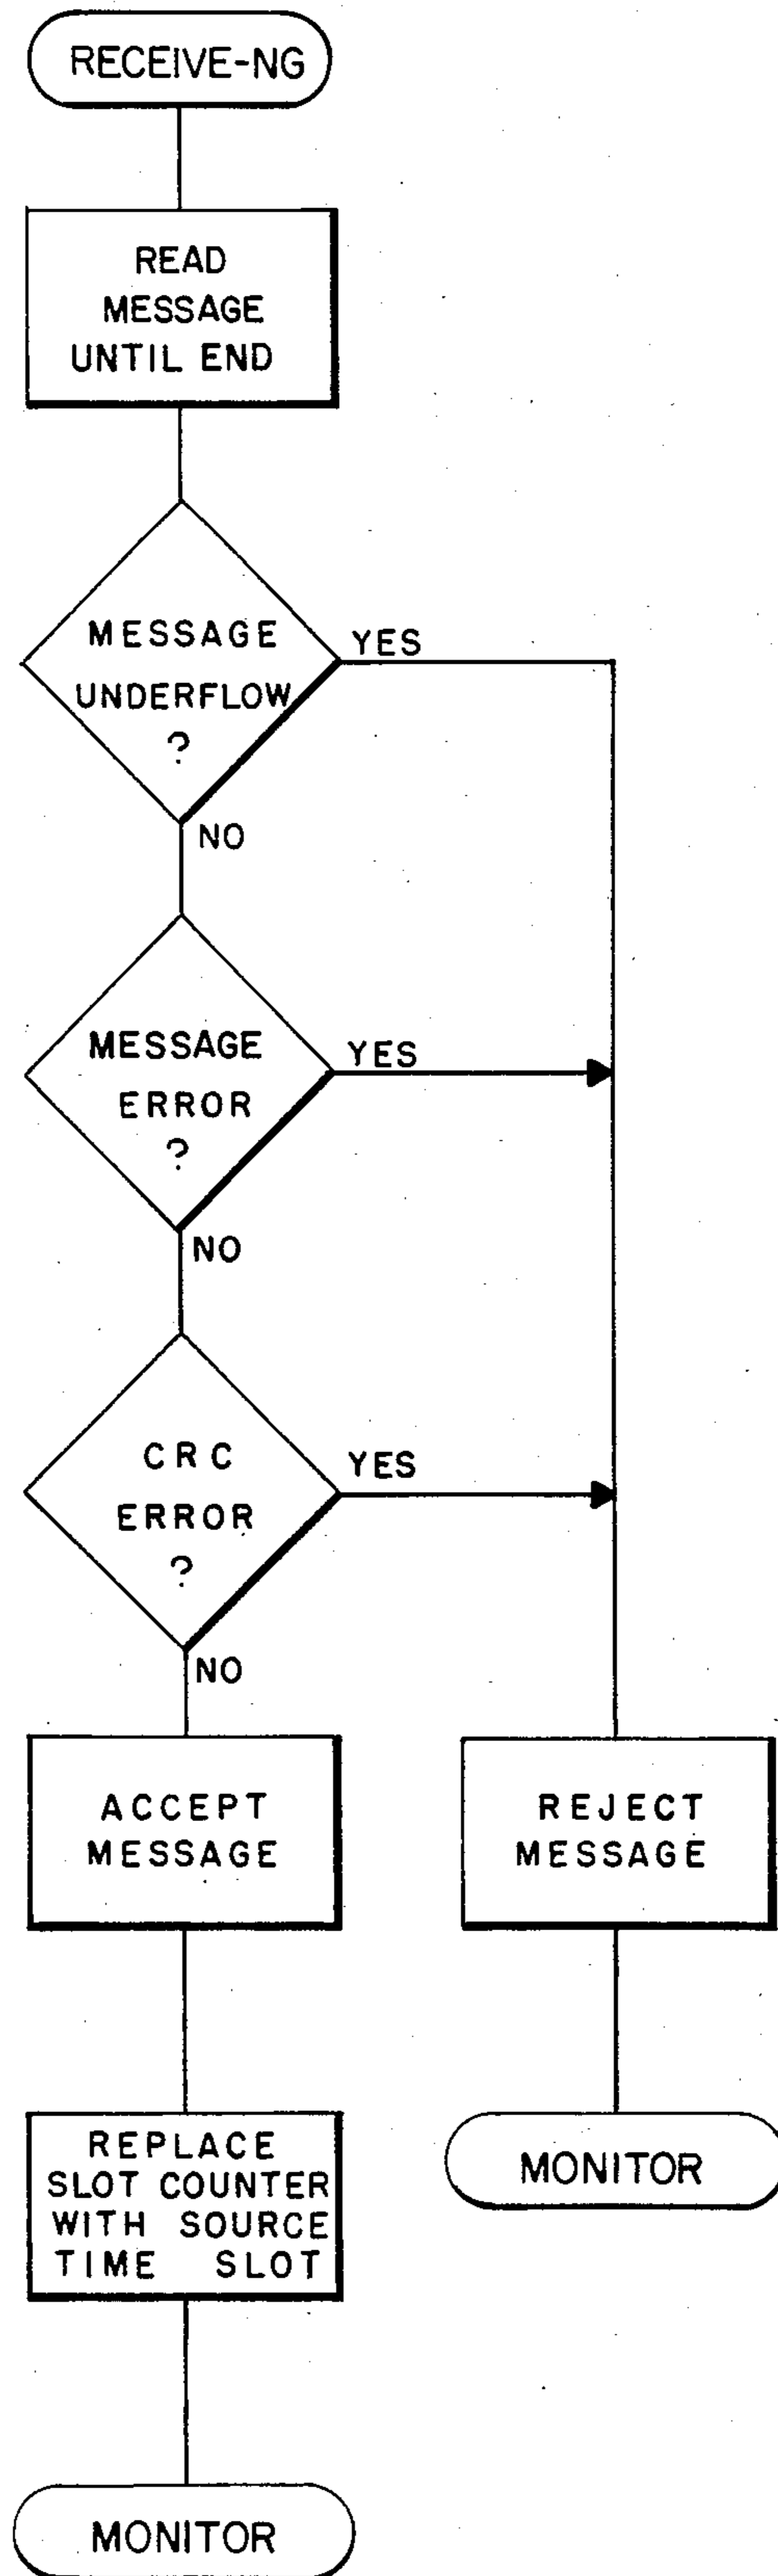 RECEIVE-NG
READ
MESSAGE
UNTIL END
MESSAGE
UNDERFLOW
?
YES
NO
MESSAGE
ERROR
?
YES
NO
CRC
ERROR
?
YES
NO
ACCEPT
MESSAGE
REJECT
MESSAGE
REPLACE
SLOT COUNTER
WITH SOURCE
TIME SLOT
MONITOR
MONITOR